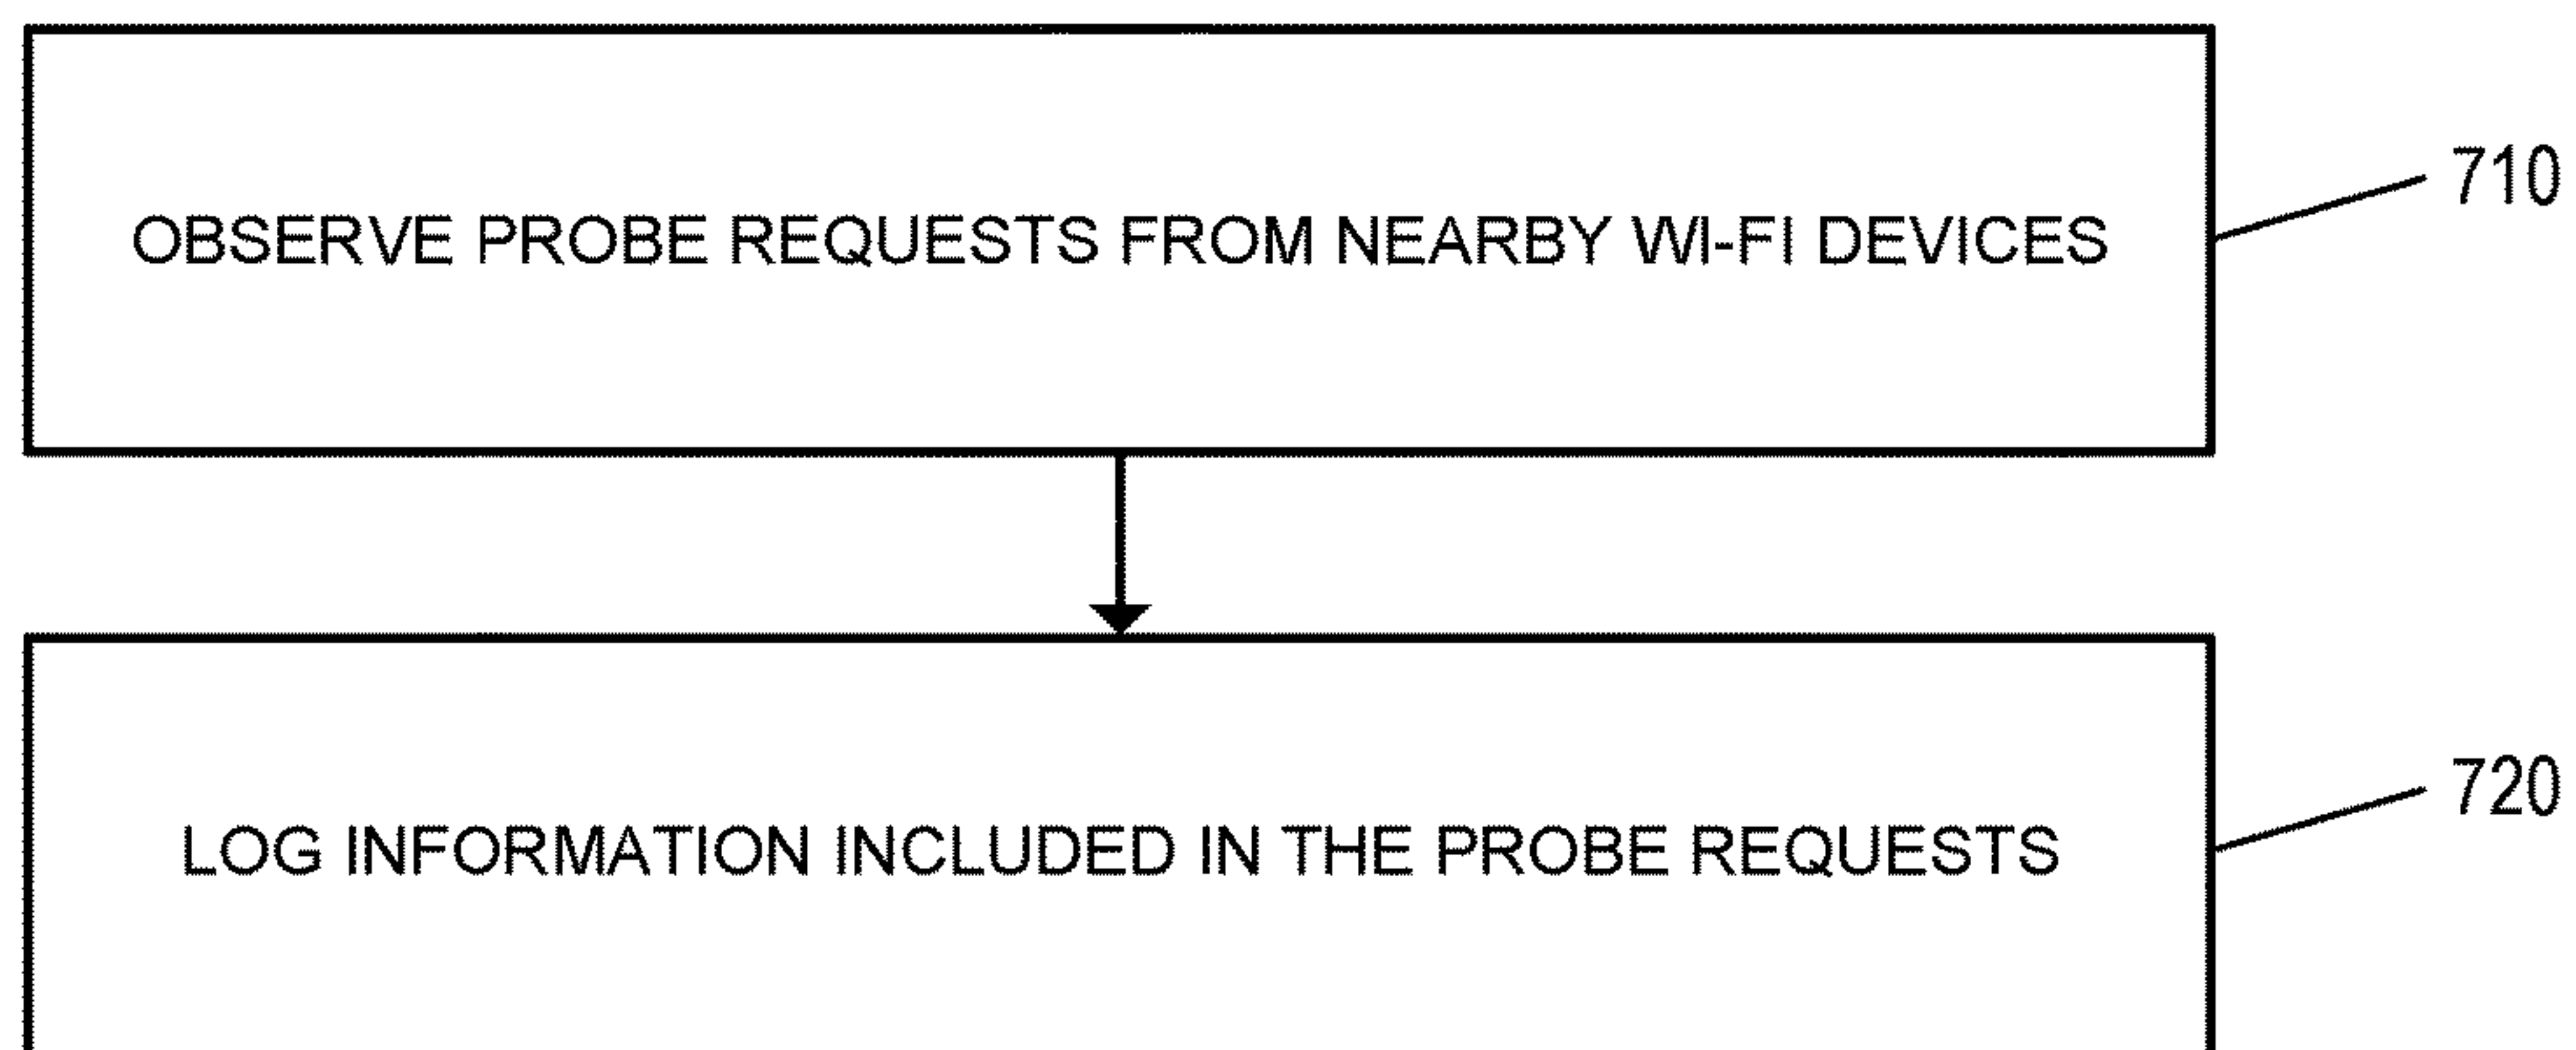 OBSERVE PROBE REQUESTS FROM NEARBY WI-FI DEVICES
710
LOG INFORMATION INCLUDED IN THE PROBE REQUESTS
720